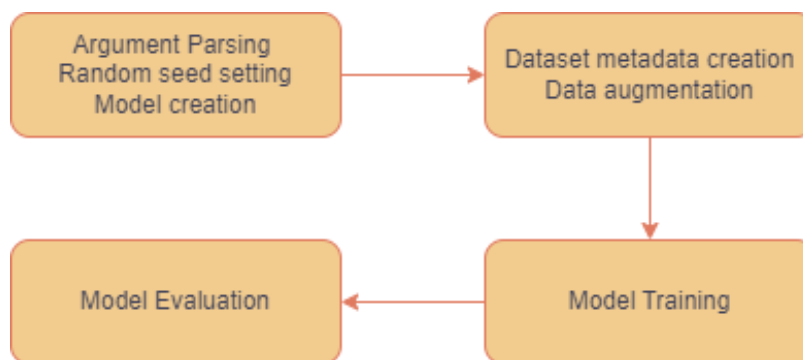 Argument Parsing
Random seed setting
Model creation
Dataset metadata creation
Data augmentation
Model Training
Model Evaluation